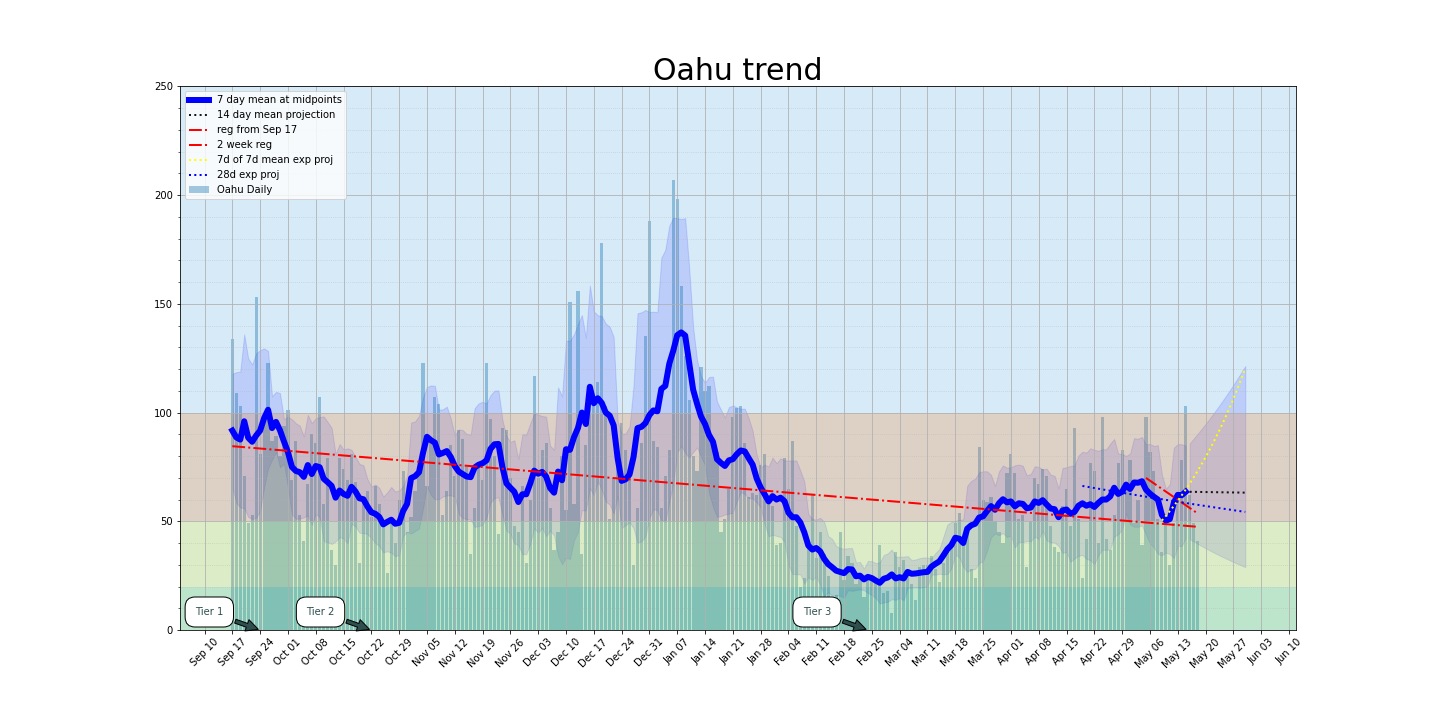 Oahu trend
250
200
150
100
50
0
7 day mean at midpoints
14 day mean projection
reg from Sep 17
2 week reg
7d of 7d mean exp proj
28d exp proj
Oahu Daily
Tier 1
Tier 2
Tier 3
Sep 10
Sep 17
Sep 24
Oct 01
Oct 08
Oct 15
Oct 22
Oct 29
Nov 05
Nov 12
Nov 19
Nov 26
Dec 03
Dec 10
Dec 17
Dec 24
Dec 31
Jan 07
Jan 14
Jan 21
Jan 28
Feb 04
Feb 11
Feb 18
Feb 25
Mar 04
Mar 11
Mar 18
Mar 25
Apr 01
Apr 08
Apr 15
Apr 22
Apr 29
May 06
May 13
May 20
May 27
Jun 03
Jun 10